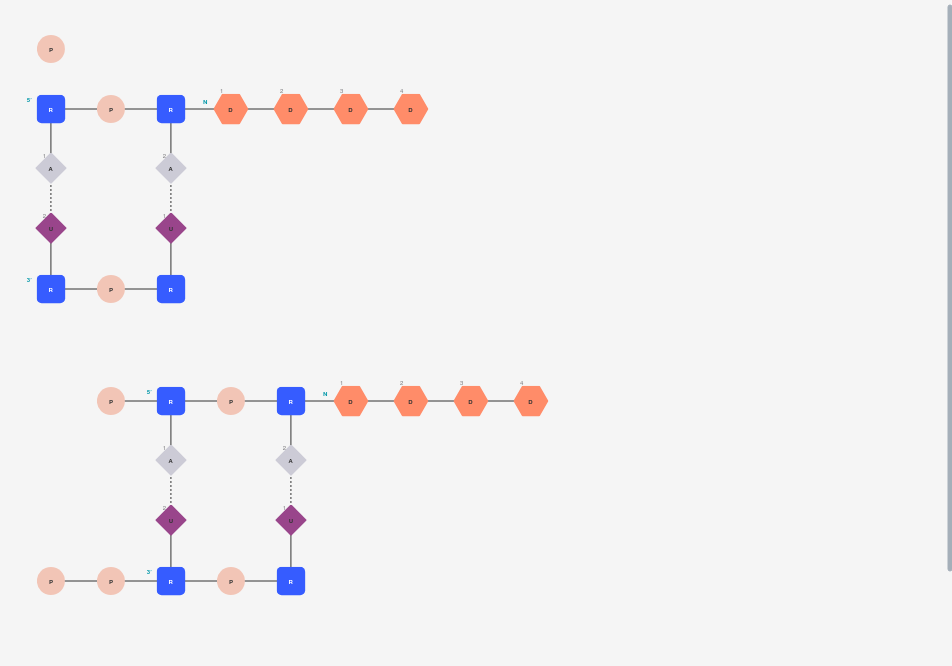 P
1 2 3 4
5' R P R N D D D D
1 A 2 A
2 U 1 U
3' R P R
1 2 3 4
P 5' R P R N D D D D
1 A 2 A
2 U 1 U
P P 3' R P R